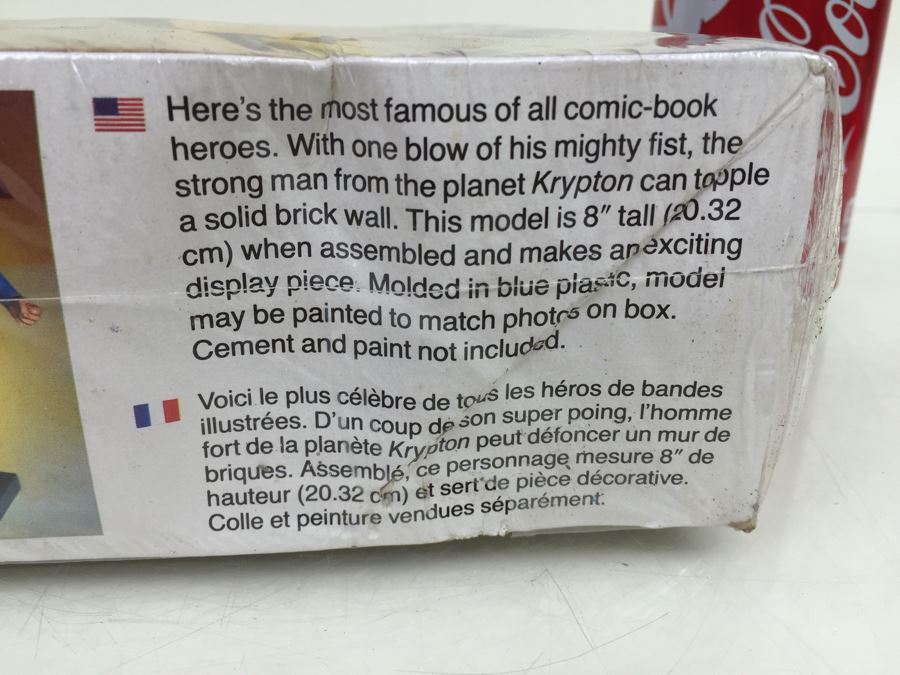 Here's the most famous of all comic-book
heroes. With one blow of his mighty fist, the
strong man from the planet Krypton can topple
a solid brick wall. This model is 8" tall (20.32
cm) when assembled and makes an exciting
display piece. Molded in blue plastic, model
may be painted to match photos on box.
Cement and paint not included.
Voici le plus célèbre de tous les héros de bandes
illustrées. D'un coup de son super poing, l'homme
fort de la planète Krypton peut défoncer un mur de
briques. Assemblé, ce personnage mesure 8" de
hauteur (20.32 cm) et sert de pièce décorative.
Colle et peinture vendues séparément.